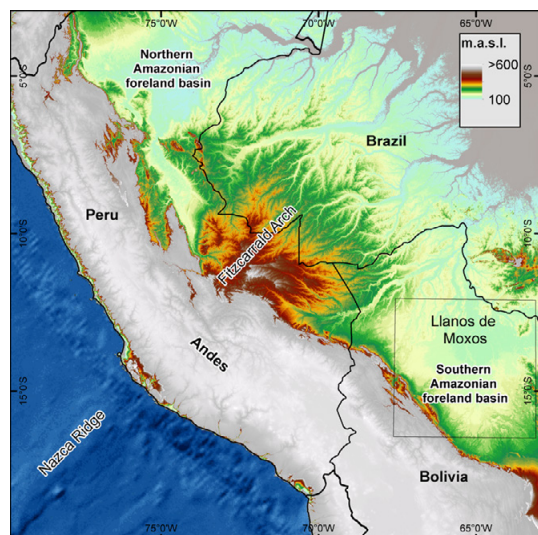 75°0'W
70°0'W
65°0'W
m.a.s.l.
>600
100
Northern
Amazonian
foreland basin
5°0'S
5°0'S
Brazil
Peru
Fitzcarrald Arch
10°0'S
10°0'S
Llanos de
Moxos
Andes
Southern
Amazonian
foreland basin
15°0'S
15°0'S
Nazca Ridge
Bolivia
75°0'W
70°0'W
65°0'W